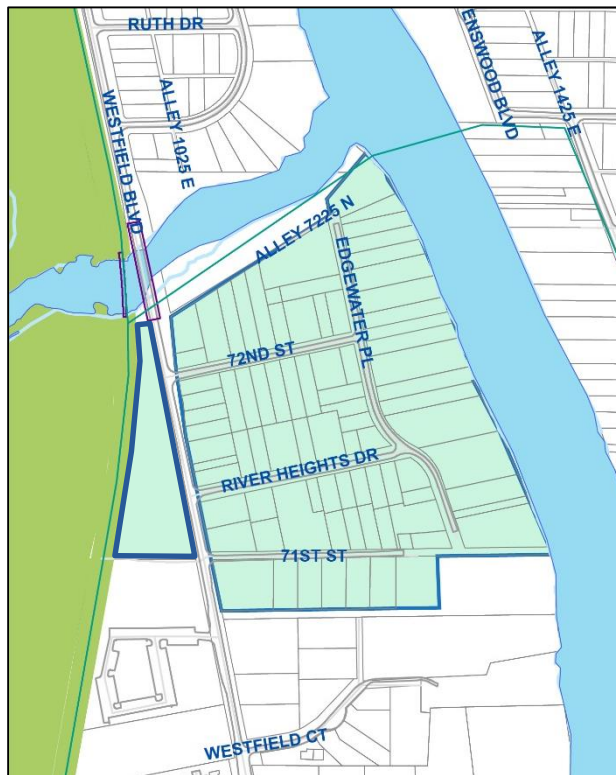 RUTH DR
WESTFIELD BLVD
ALLEY 1025 E
ENSWOOD BLVD
ALLEY 1425 E
ALLEY 7225 N
EDGEWATER PL
72ND ST
RIVER HEIGHTS DR
71ST ST
WESTFIELD CT